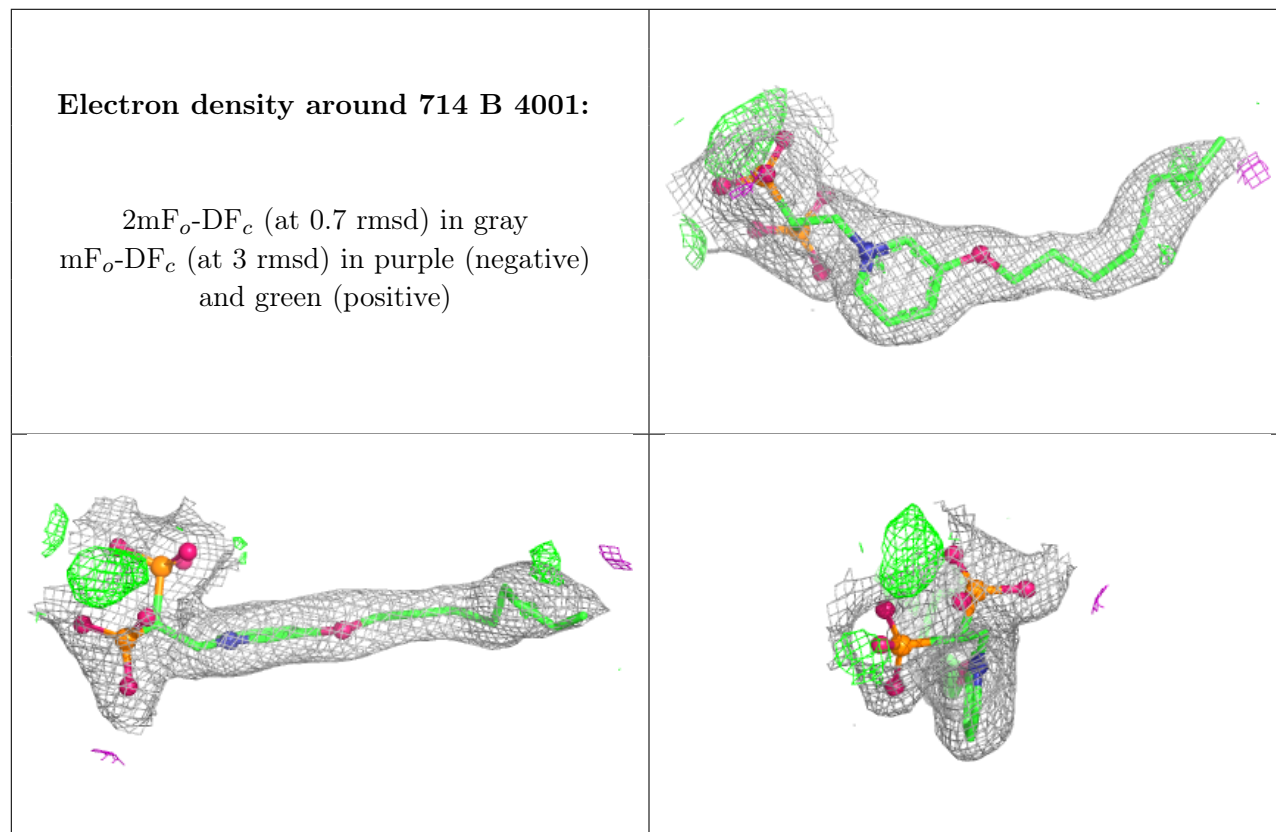 Electron density around 714 B 4001:
2mFo-DFc (at 0.7 rmsd) in gray
mFo-DFc (at 3 rmsd) in purple (negative)
and green (positive)